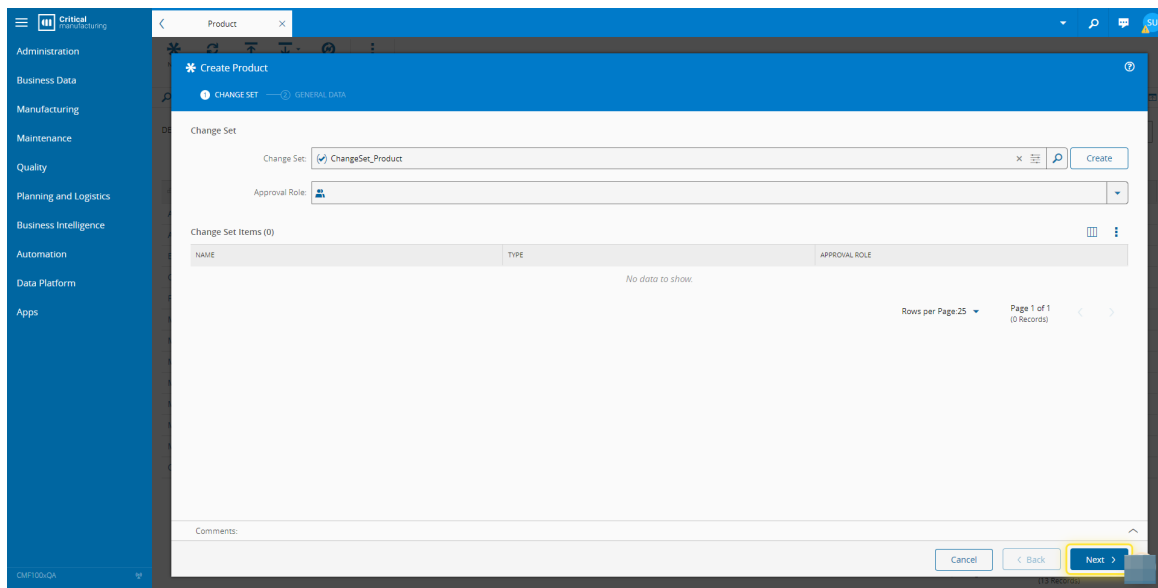 Critical
manufacturing
Product
SU
Administration
Business Data
Manufacturing
Maintenance
Quality
Planning and Logistics
Business Intelligence
Automation
Data Platform
Apps
CMF100xQA
Create Product
1 CHANGE SET
2 GENERAL DATA
Change Set
Change Set: ChangeSet_Product
Create
Approval Role:
Change Set Items (0)
NAME TYPE APPROVAL ROLE
No data to show.
Rows per Page:25
Page 1 of 1
(0 Records)
Comments:
Cancel
Back
Next
(13 Records)